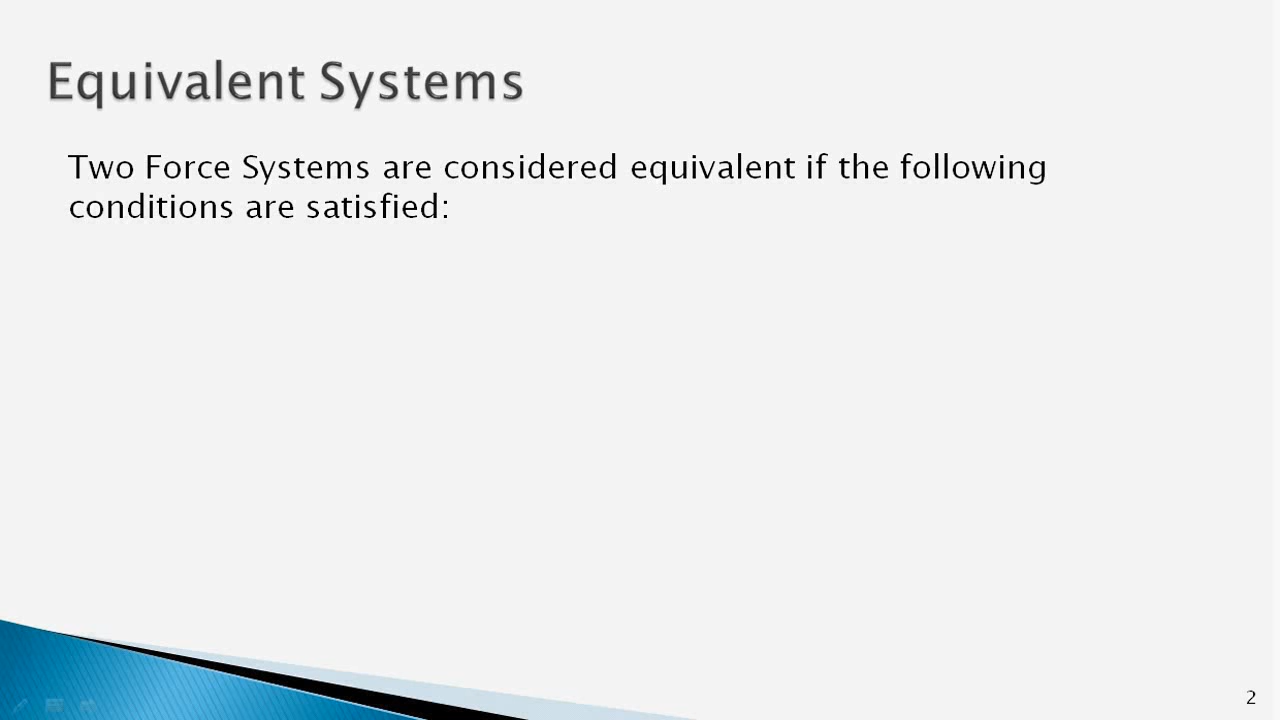 Equivalent Systems
Two Force Systems are considered equivalent if the following
conditions are satisfied:
2